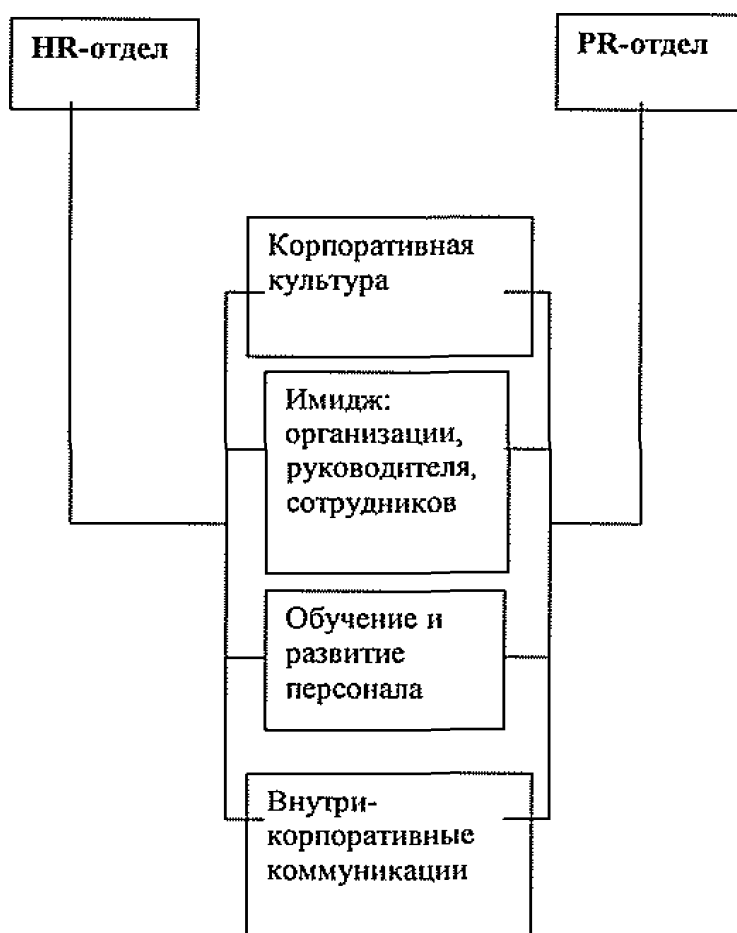 HR-отдел
PR-отдел
Корпоративная
культура
Имидж:
организации,
руководителя,
сотрудников
Обучение и
развитие
персонала
Внутри-
корпоративные
коммуникации